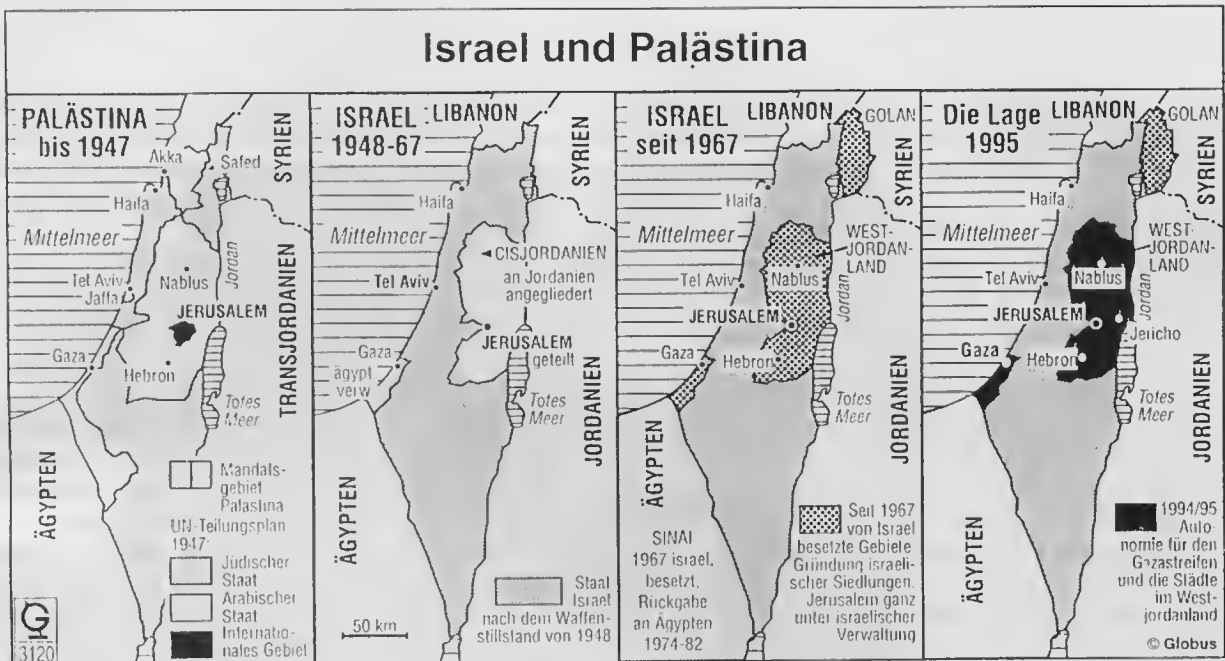 Israel und Palästina
PALÄSTINA
bis 1947
Akka
Safed
SYRIEN
Haifa
Mittelmeer
Jordan
Nablus
Tel Aviv
Jaffa
JERUSALEM
TRANSJORDANIEN
Gaza
Hebron
Totes
Meer
ÄGYPTEN
Mandats-
gebiet
Palästina
UN-Teilungsplan
1947:
Jüdischer
Staat
Arabischer
Staat
Internatio-
nales Gebiet
3120
ISRAEL
1948-67
LIBANON
SYRIEN
Haifa
Mittelmeer
CISJORDANIEN
an Jordanien
angegliedert
Tel Aviv
JERUSALEM
geteilt
Gaza
ägypt
verw
Totes
Meer
JORDANIEN
ÄGYPTEN
Staat
Israel
nach dem Waffen-
stillstand von 1948
50 km
ISRAEL
seit 1967
LIBANON
GOLAN
SYRIEN
Haifa
Mittelmeer
WEST-
JORDAN-
LAND
Nablus
Tel Aviv
Jordan
JERUSALEM
Gaza
Hebron
Totes
Meer
JORDANIEN
ÄGYPTEN
SINAI
1967 israel.
besetzt,
Rückgabe
an Ägypten
1974-82
Seit 1967
von Israel
besetzte Gebiete
Gründung israeli-
scher Siedlungen.
Jerusalem ganz
unter israelischer
Verwaltung
Die Lage
1995
LIBANON
GOLAN
SYRIEN
Haifa
Mittelmeer
WEST-
JORDAN-
LAND
Nablus
Tel Aviv
Jordan
JERUSALEM
Jericho
Gaza
Hebron
Totes
Meer
JORDANIEN
ÄGYPTEN
1994/95
Auto-
nomie für den
Gazastreifen
und die Städte
im West-
jordanland
© Globus